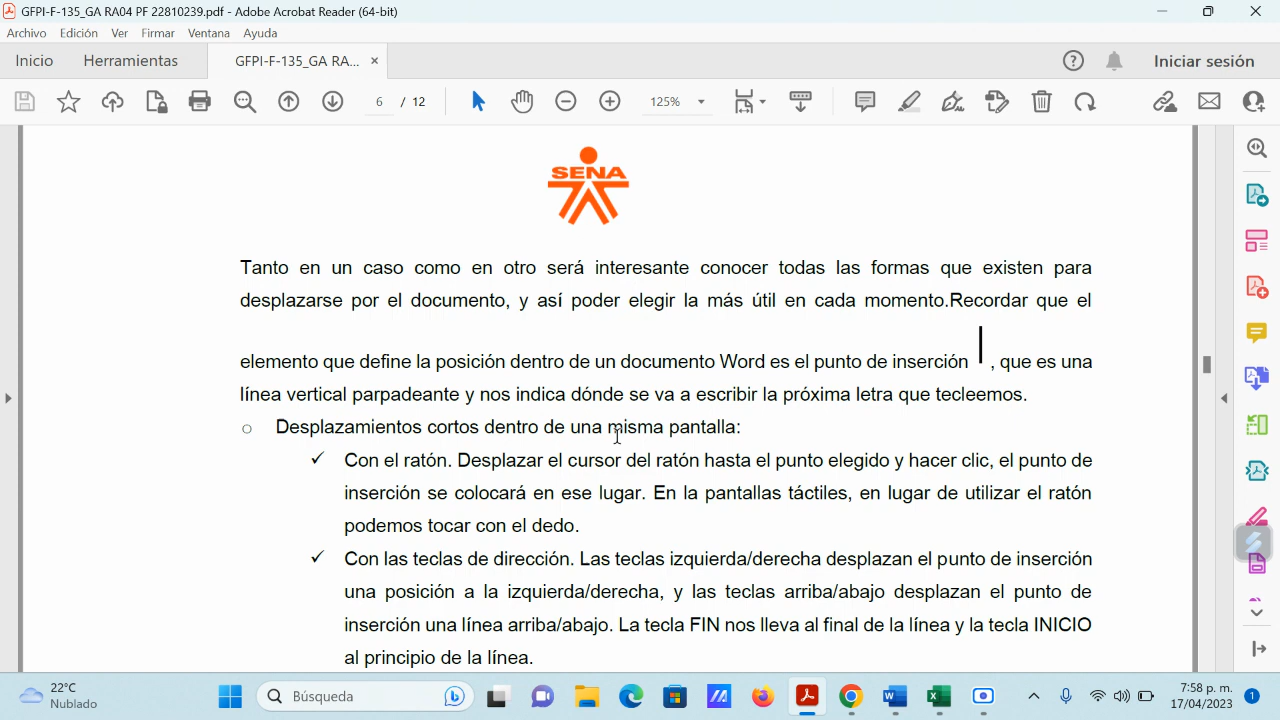 GFPI-F-135_GA RA04 PF 22810239.pdf - Adobe Acrobat Reader (64-bit)
Archivo Edición Ver Firmar Ventana Ayuda
Inicio Herramientas GFPI-F-135_GA RA... × Iniciar sesión
6 / 12 125%
SENA
Tanto en un caso como en otro será interesante conocer todas las formas que existen para
desplazarse por el documento, y así poder elegir la más útil en cada momento.Recordar que el
elemento que define la posición dentro de un documento Word es el punto de inserción , que es una
línea vertical parpadeante y nos indica dónde se va a escribir la próxima letra que tecleemos.
o Desplazamientos cortos dentro de una misma pantalla:
✓ Con el ratón. Desplazar el cursor del ratón hasta el punto elegido y hacer clic, el punto de
inserción se colocará en ese lugar. En la pantallas táctiles, en lugar de utilizar el ratón
podemos tocar con el dedo.
✓ Con las teclas de dirección. Las teclas izquierda/derecha desplazan el punto de inserción
una posición a la izquierda/derecha, y las teclas arriba/abajo desplazan el punto de
inserción una línea arriba/abajo. La tecla FIN nos lleva al final de la línea y la tecla INICIO
al principio de la línea.
22°C
Nublado
Búsqueda
7:58 p. m.
17/04/2023
1